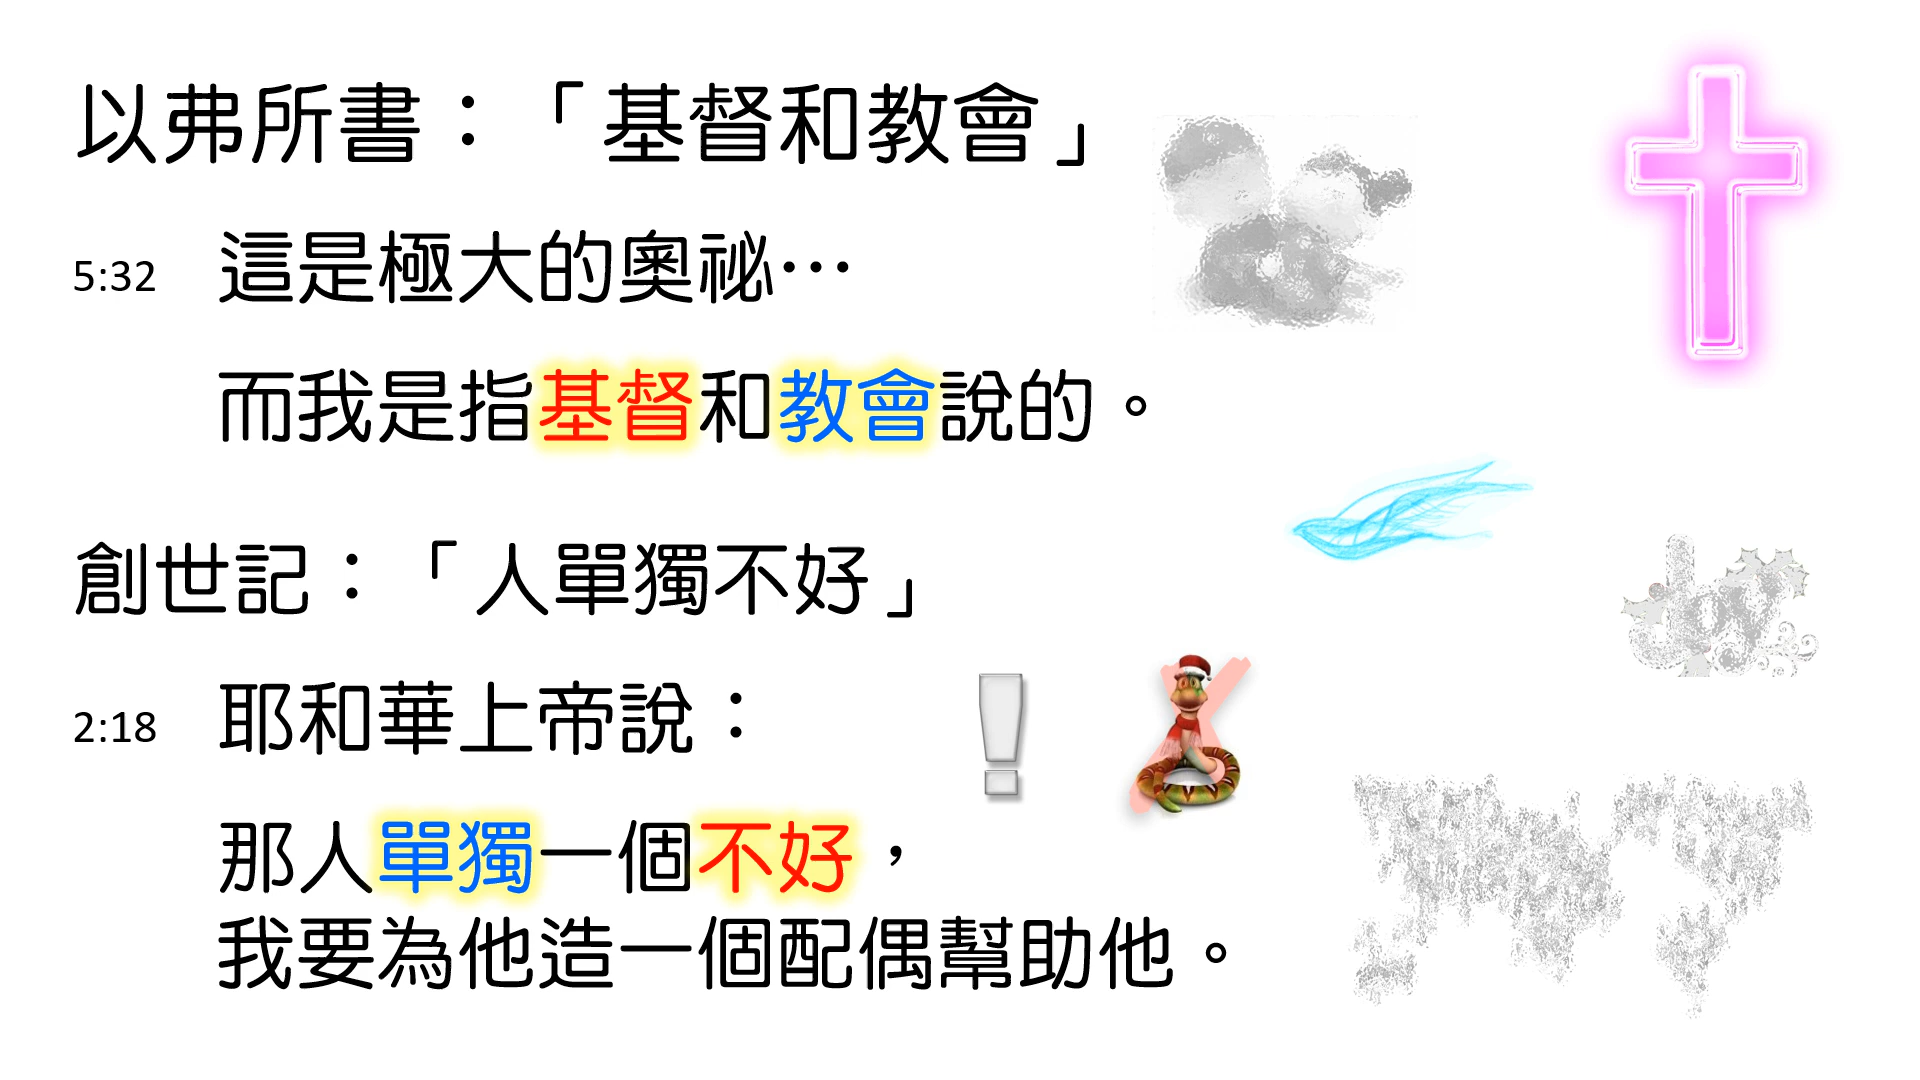 以弗所書：「基督和教會」
5:32 這是極大的奧祕…
而我是指基督和教會說的。
創世記：「人單獨不好」
joy
2:18 耶和華上帝說：
!
那人單獨一個不好，
我要為他造一個配偶幫助他。